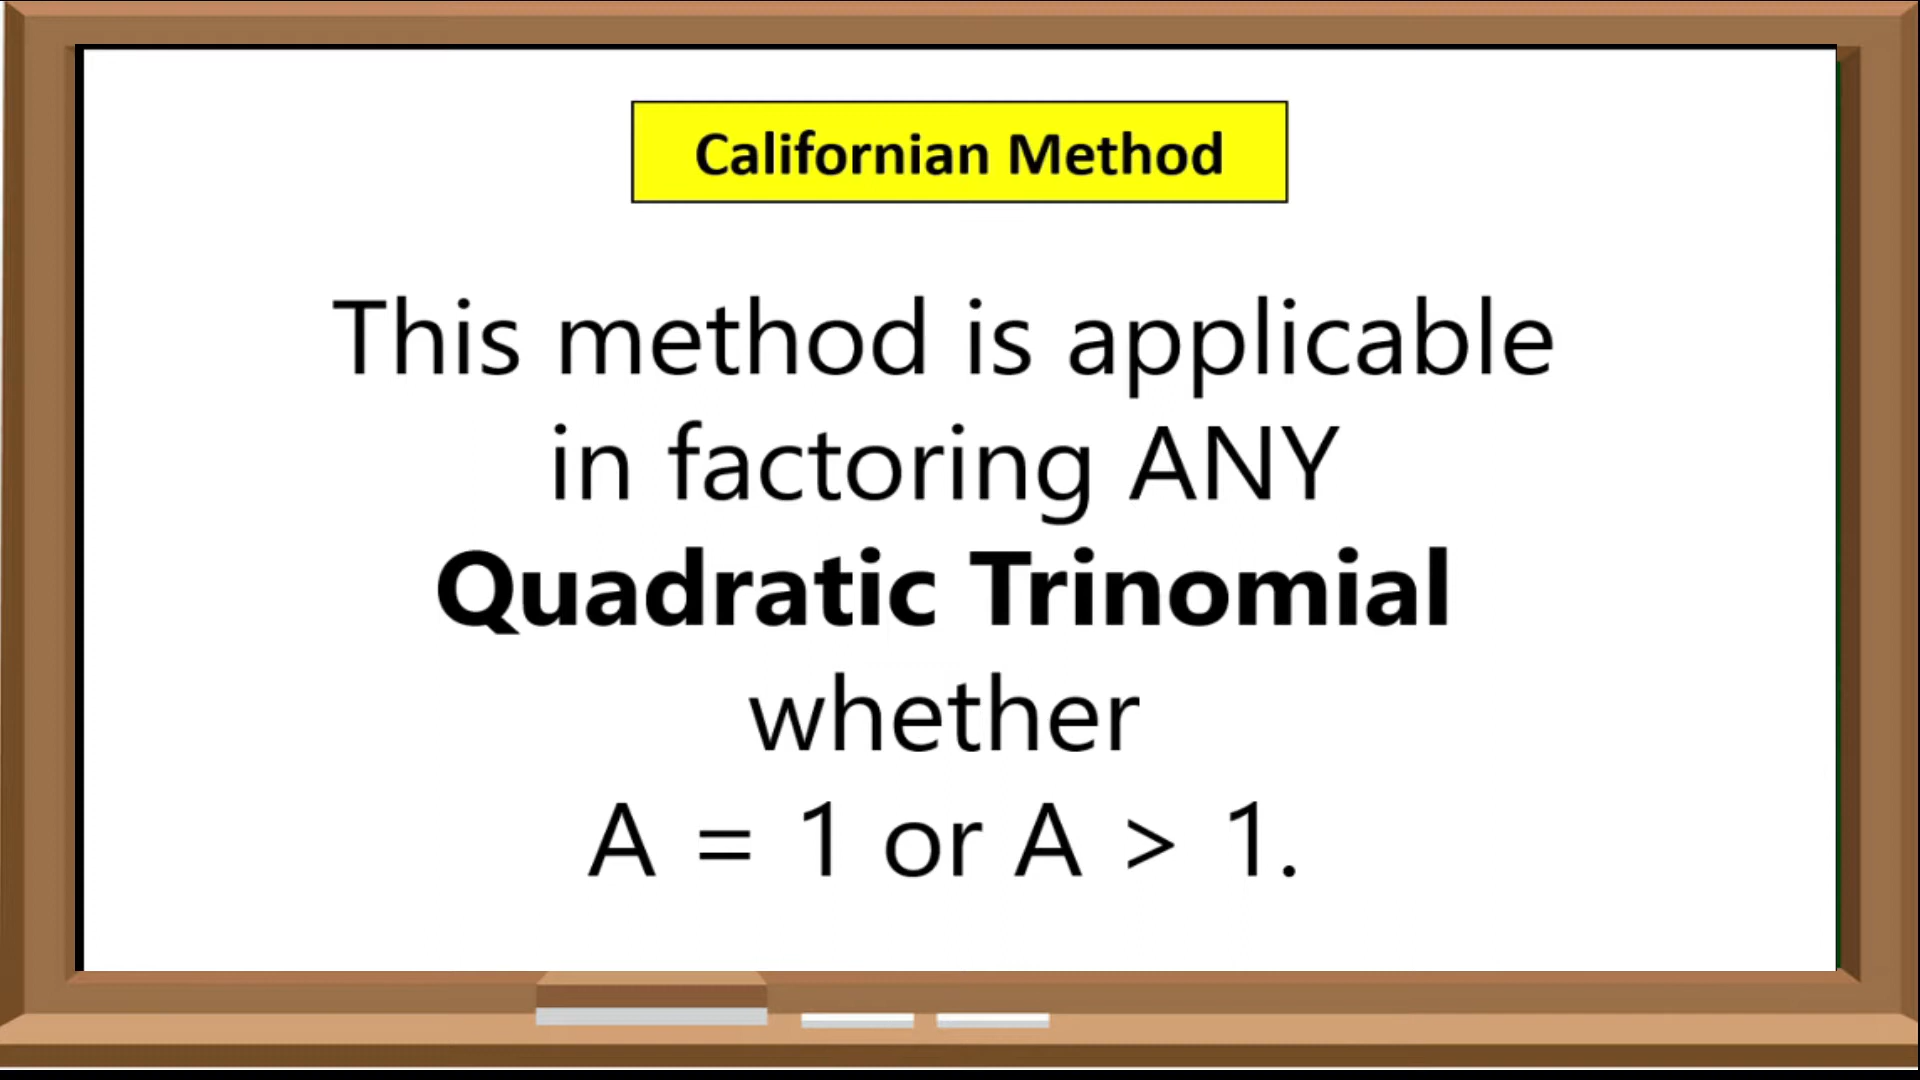 Californian Method
This method is applicable
in factoring ANY
Quadratic Trinomial
whether
A = 1 or A > 1.